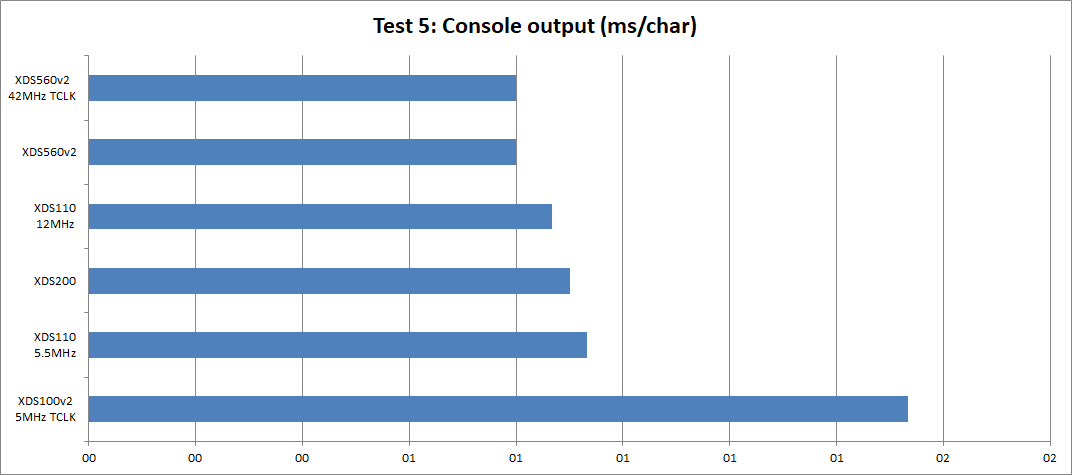 Test 5: Console output (ms/char)
XDS560v2
42MHz TCLK
XDS560v2
XDS110
12MHz
XDS200
XDS110
5.5MHz
XDS100v2
5MHz TCLK
00 00 00 01 01 01 01 01 02 02